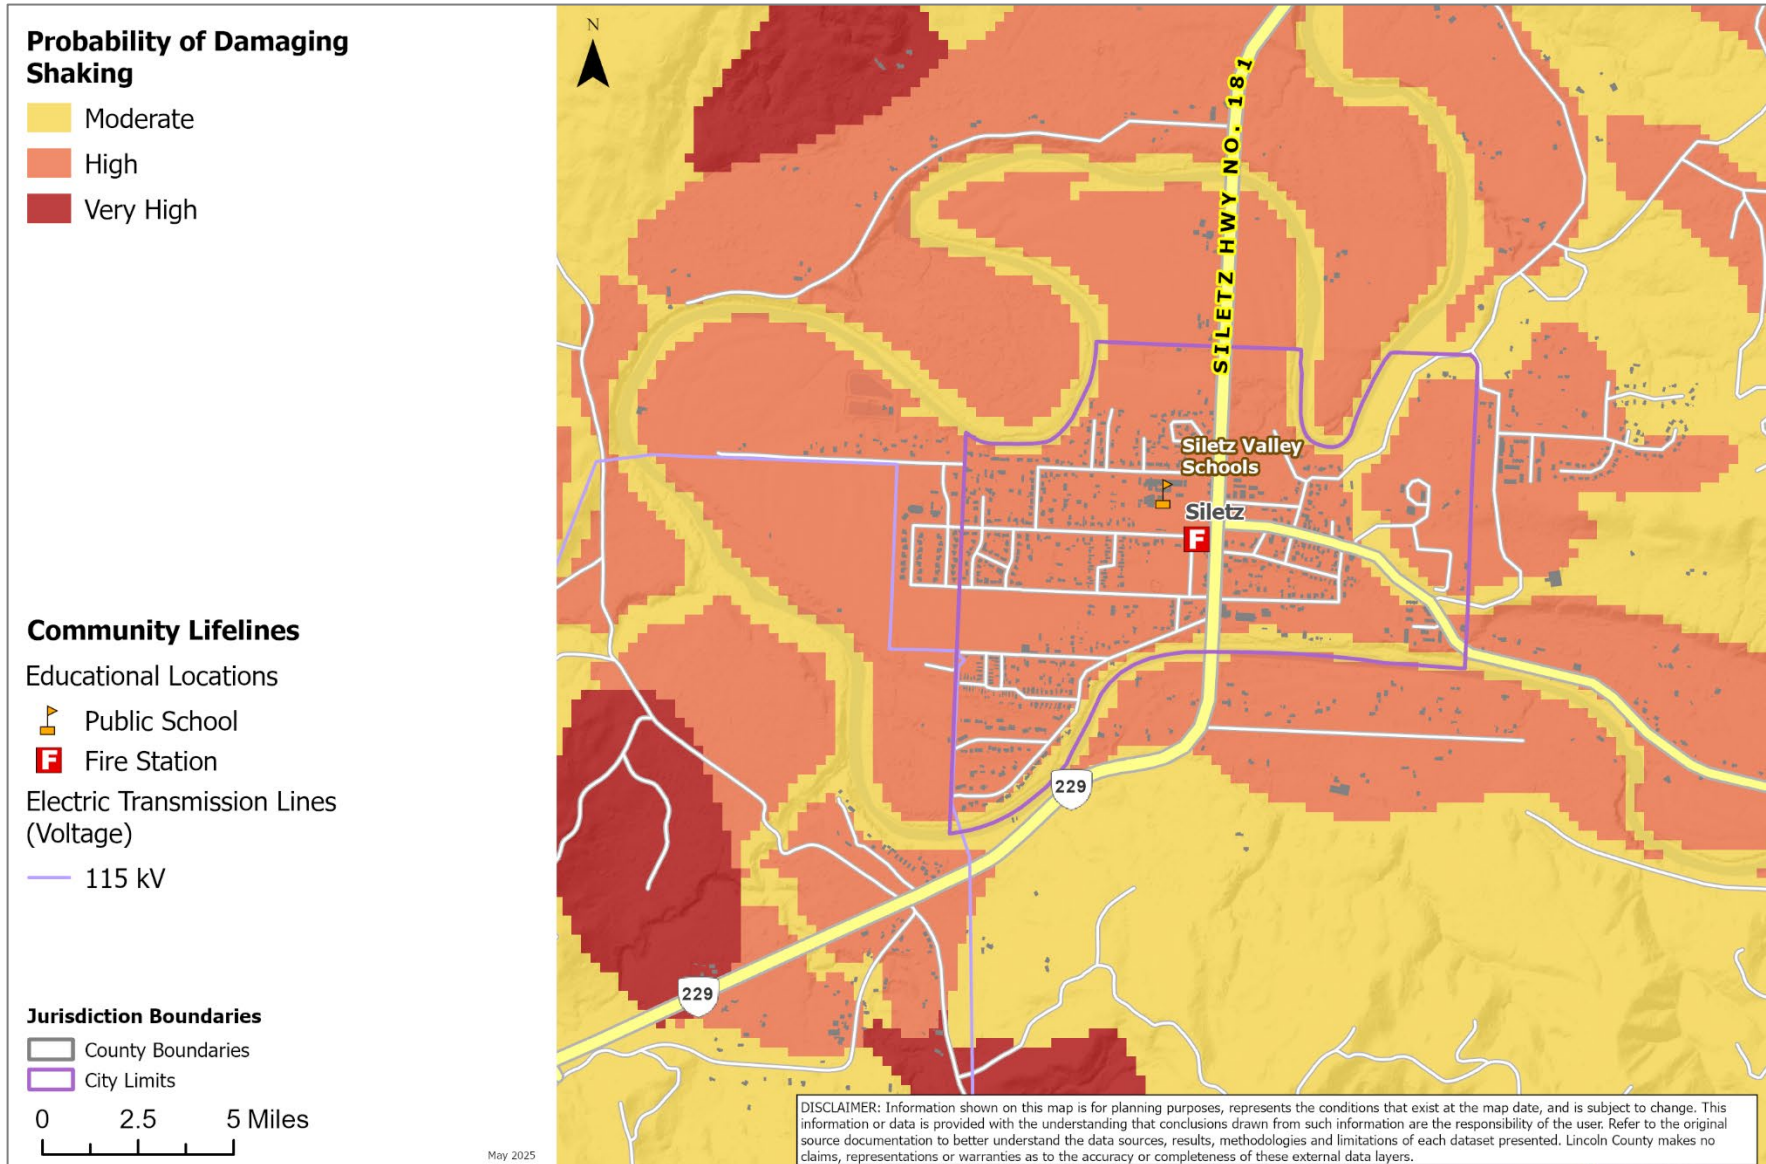 Probability of Damaging
Shaking
Moderate
High
Very High
Community Lifelines
Educational Locations
Public School
F
Fire Station
Electric Transmission Lines
(Voltage)
115 kV
Jurisdiction Boundaries
County Boundaries
City Limits
0 2.5 5 Miles
May 2025
N
SILETZ HWY NO. 181
Siletz Valley
Schools
Siletz
F
229
229
DISCLAIMER: Information shown on this map is for planning purposes, represents the conditions that exist at the map date, and is subject to change. This
information or data is provided with the understanding that conclusions drawn from such information are the responsibility of the user. Refer to the original
source documentation to better understand the data sources, results, methodologies and limitations of each dataset presented. Lincoln County makes no
claims, representations or warranties as to the accuracy or completeness of these external data layers.